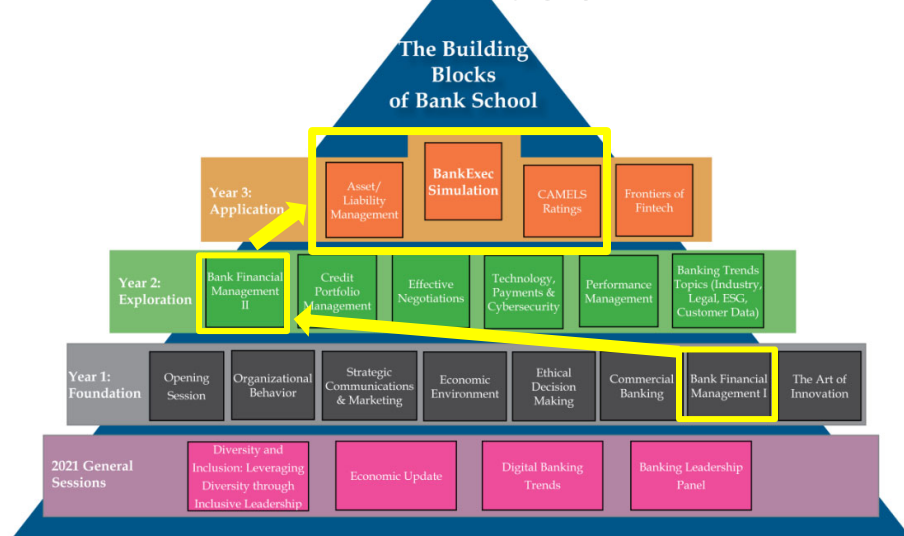 The Building
Blocks
of Bank School
Year 3:
Application
Asset/
Liability
Management
BankExec
Simulation
CAMELS
Ratings
Frontiers of
Fintech
Year 2:
Exploration
Bank Financial
Management
II
Credit
Portfolio
Management
Effective
Negotiations
Technology,
Payments &
Cybersecurity
Performance
Management
Banking Trends
Topics (Industry,
Legal, ESG,
Customer Data)
Year 1:
Foundation
Opening
Session
Organizational
Behavior
Strategic
Communications
& Marketing
Economic
Environment
Ethical
Decision
Making
Commercial
Banking
Bank Financial
Management I
The Art of
Innovation
2021 General
Sessions
Diversity and
Inclusion: Leveraging
Diversity through
Inclusive Leadership
Economic Update
Digital Banking
Trends
Banking Leadership
Panel